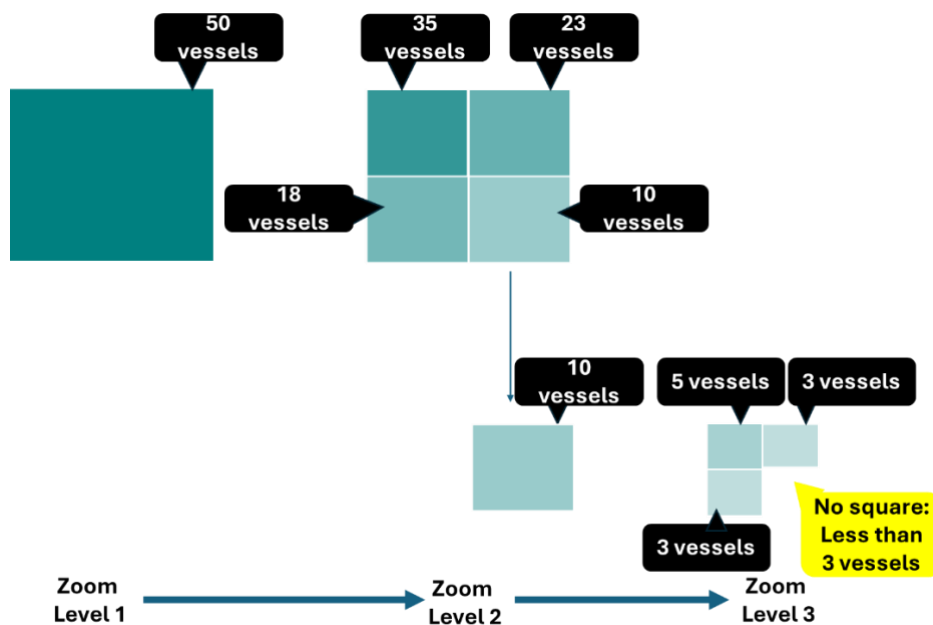 50
vessels
35
vessels
23
vessels
18
vessels
10
vessels
10
vessels
5 vessels
3 vessels
No square:
Less than
3 vessels
3 vessels
Zoom
Level 1
Zoom
Level 2
Zoom
Level 3